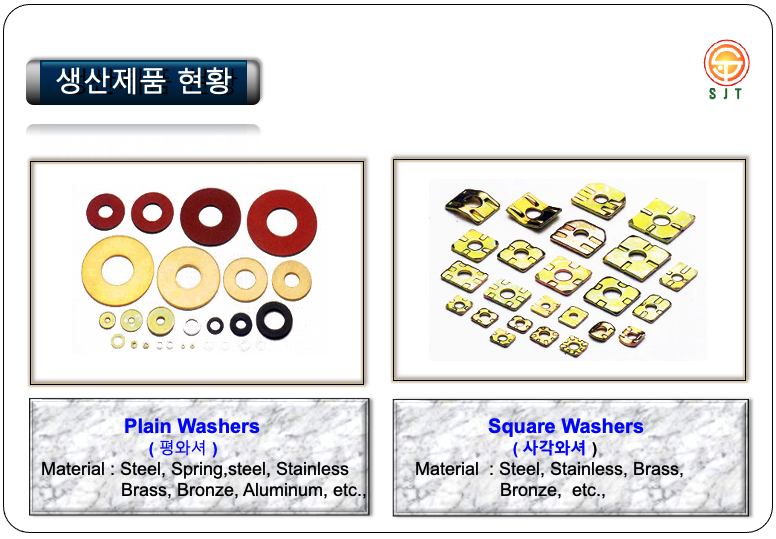 생산제품 현황
SJT
Plain Washers
( 평와셔 )
Material : Steel, Spring,steel, Stainless
Brass, Bronze, Aluminum, etc.,
Square Washers
( 사각와셔 )
Material : Steel, Stainless, Brass,
Bronze, etc.,